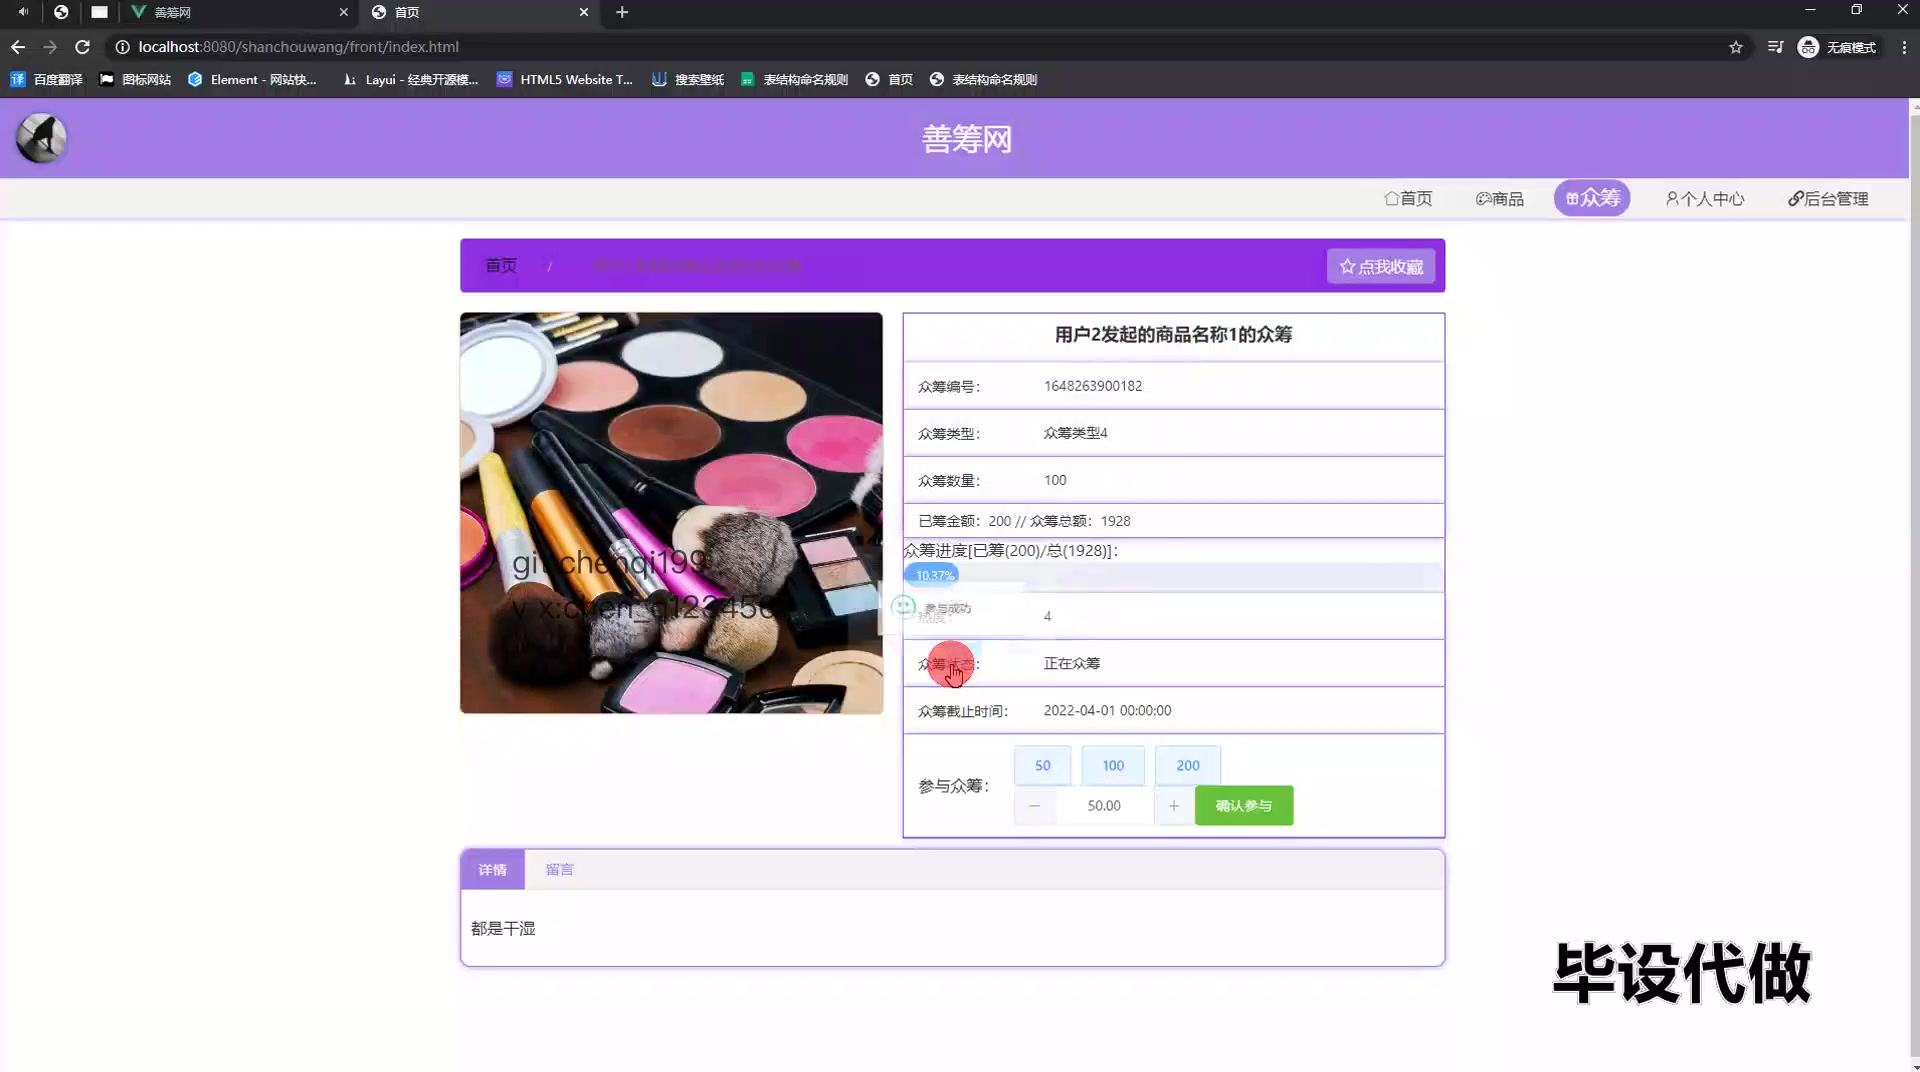 善筹网
首页
localhost:8080/shanchouwang/front/index.html
无痕模式
百度翻译
图标网站
Element - 网站快...
Layui - 经典开源模...
HTML5 Website T...
搜索壁纸
表结构命名规则
首页
表结构命名规则
善筹网
首页
商品
众筹
个人中心
后台管理
首页 /
点我收藏
用户2发起的商品名称1的众筹
众筹编号： 1648263900182
众筹类型： 众筹类型4
众筹数量： 100
已筹金额：200 // 众筹总额：1928
众筹进度[已筹(200)/总(1928)]：
10.37%
参与成功
热度： 4
众筹状态： 正在众筹
众筹截止时间： 2022-04-01 00:00:00
参与众筹：
50 100 200
50.00
确认参与
详情
留言
都是干湿
毕设代做